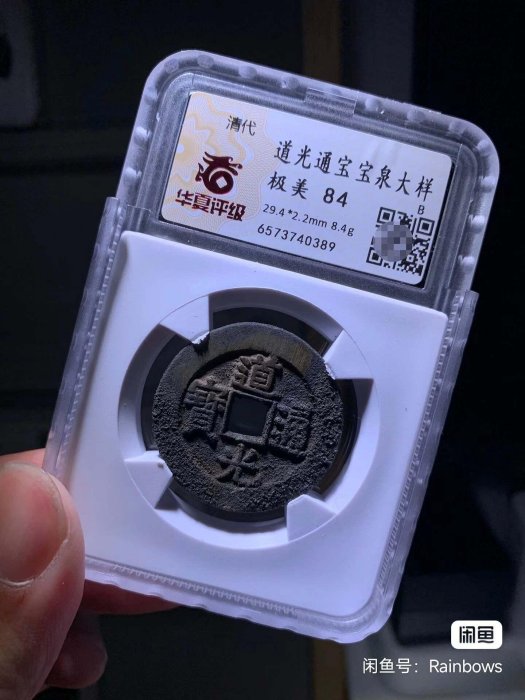 清代
华夏评级
道光通宝宝泉大样
极美 84
29.4*2.2mm 8.4g
6573740389
B
道
寳 通
光
闲鱼
闲鱼号：Rainbows